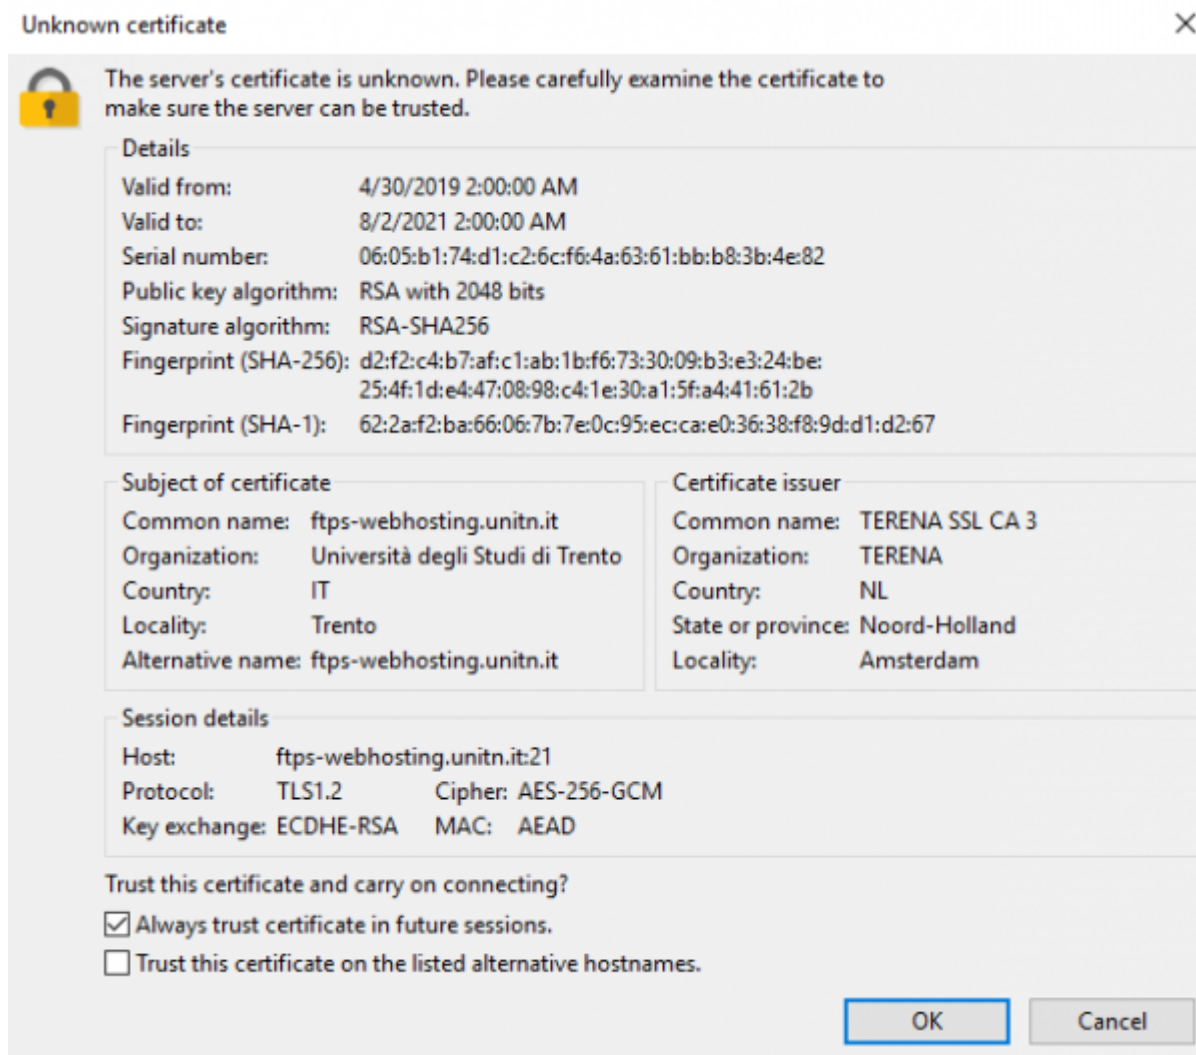 Unknown certificate
The server's certificate is unknown. Please carefully examine the certificate to
make sure the server can be trusted.
Details
Valid from: 4/30/2019 2:00:00 AM
Valid to: 8/2/2021 2:00:00 AM
Serial number: 06:05:b1:74:d1:c2:6c:f6:4a:63:61:bb:b8:3b:4e:82
Public key algorithm: RSA with 2048 bits
Signature algorithm: RSA-SHA256
Fingerprint (SHA-256): d2:f2:c4:b7:af:c1:ab:1b:f6:73:30:09:b3:e3:24:be:
25:4f:1d:e4:47:08:98:c4:1e:30:a1:5f:a4:41:61:2b
Fingerprint (SHA-1): 62:2a:f2:ba:66:06:7b:7e:0c:95:ec:ca:e0:36:38:f8:9d:d1:d2:67
Subject of certificate
Common name: ftps-webhosting.unitn.it
Organization: Università degli Studi di Trento
Country: IT
Locality: Trento
Alternative name: ftps-webhosting.unitn.it
Certificate issuer
Common name: TERENA SSL CA 3
Organization: TERENA
Country: NL
State or province: Noord-Holland
Locality: Amsterdam
Session details
Host: ftps-webhosting.unitn.it:21
Protocol: TLS1.2 Cipher: AES-256-GCM
Key exchange: ECDHE-RSA MAC: AEAD
Trust this certificate and carry on connecting?
Always trust certificate in future sessions.
Trust this certificate on the listed alternative hostnames.
OK Cancel